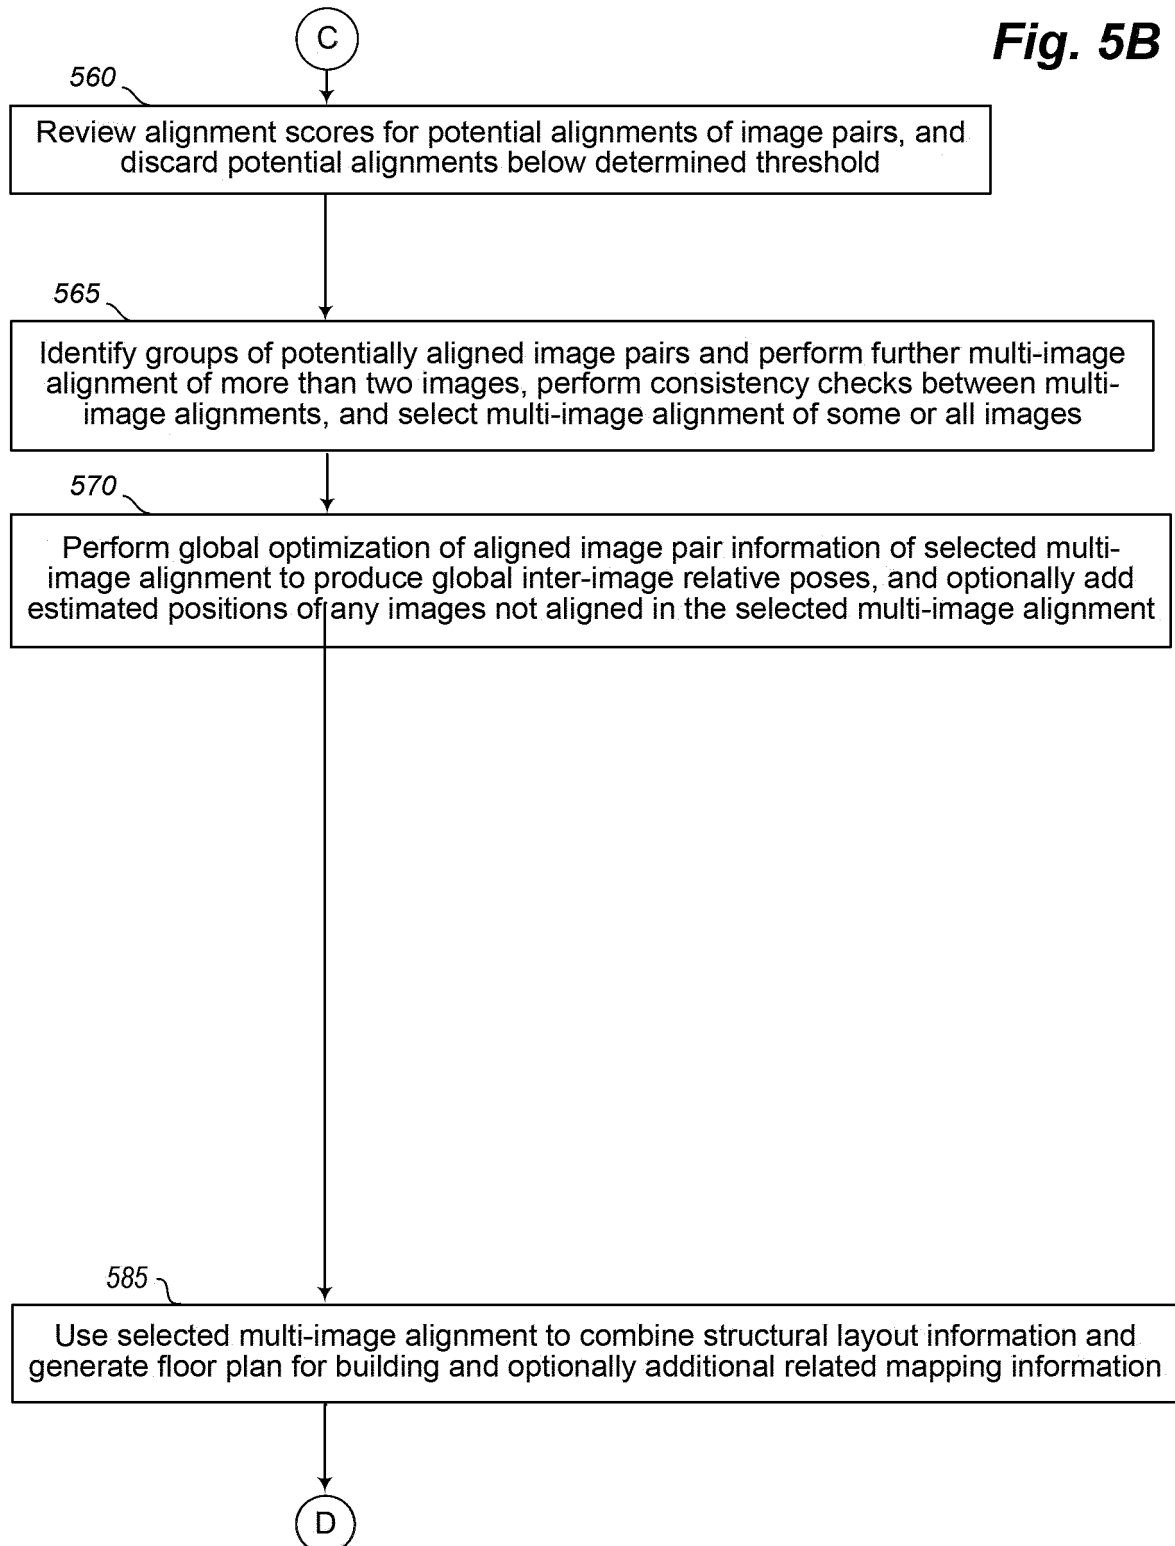 C
Fig. 5B
560
Review alignment scores for potential alignments of image pairs, and
discard potential alignments below determined threshold
565
Identify groups of potentially aligned image pairs and perform further multi-image
alignment of more than two images, perform consistency checks between multi-
image alignments, and select multi-image alignment of some or all images
570
Perform global optimization of aligned image pair information of selected multi-
image alignment to produce global inter-image relative poses, and optionally add
estimated positions of any images not aligned in the selected multi-image alignment
585
Use selected multi-image alignment to combine structural layout information and
generate floor plan for building and optionally additional related mapping information
D